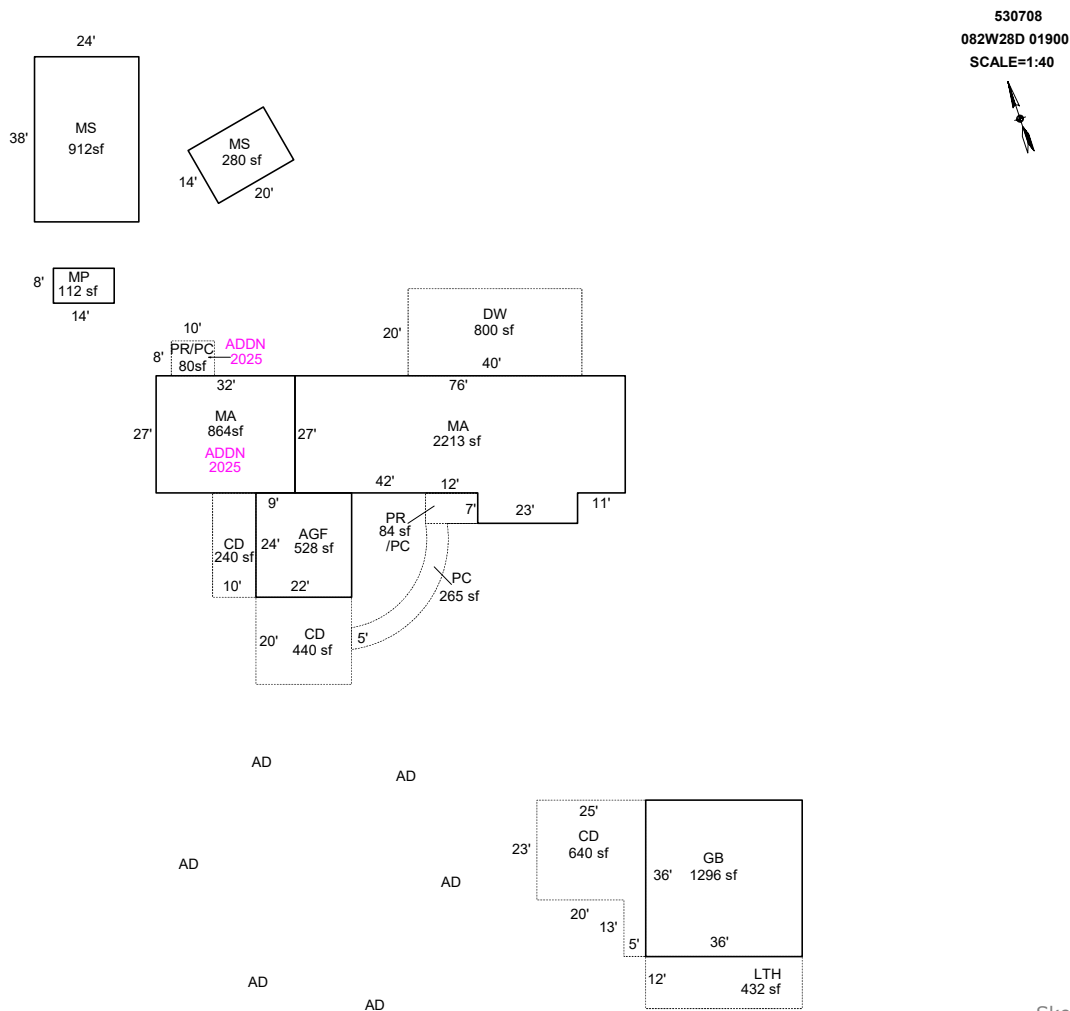 530708
082W28D 01900
SCALE=1:40
24'
38'
MS
912sf
MS
280 sf
14'
20'
8'
MP
112 sf
14'
10'
8'
PR/PC
80sf
ADDN
2025
20'
DW
800 sf
40'
32'
76'
27'
MA
864sf
ADDN
2025
27'
MA
2213 sf
42'
12'
7'
23'
11'
9'
PR
84 sf
/PC
CD
240 sf
10'
24'
AGF
528 sf
22'
PC
265 sf
20'
CD
440 sf
5'
AD
AD
AD
AD
AD
AD
25'
23'
CD
640 sf
20'
13'
5'
36'
GB
1296 sf
36'
12'
LTH
432 sf